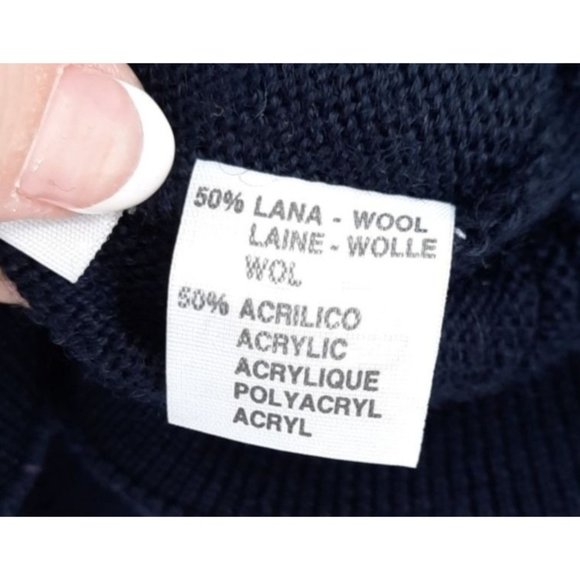 50% LANA - WOOL
LAINE - WOLLE
WOL
50% ACRILICO
ACRYLIC
ACRYLIQUE
POLYACRYL
ACRYL